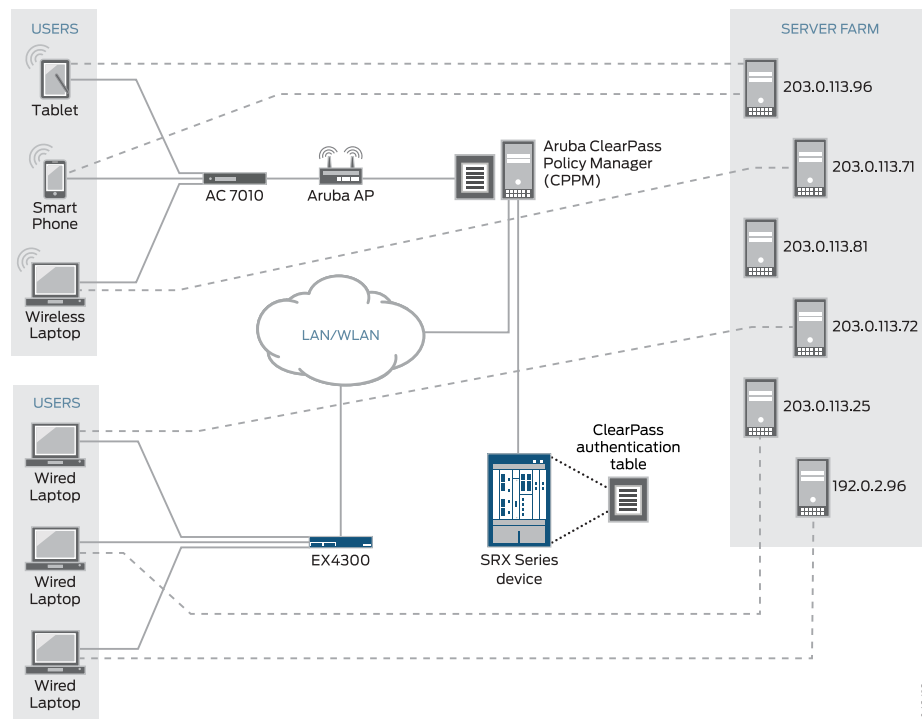 USERS
SERVER FARM
Tablet
203.0.113.96
Smart
Phone
AC 7010
Aruba AP
Aruba ClearPass
Policy Manager
(CPPM)
203.0.113.71
203.0.113.81
Wireless
Laptop
LAN/WLAN
203.0.113.72
USERS
203.0.113.25
Wired
Laptop
ClearPass
authentication
table
192.0.2.96
EX4300
SRX Series
device
Wired
Laptop
Wired
Laptop